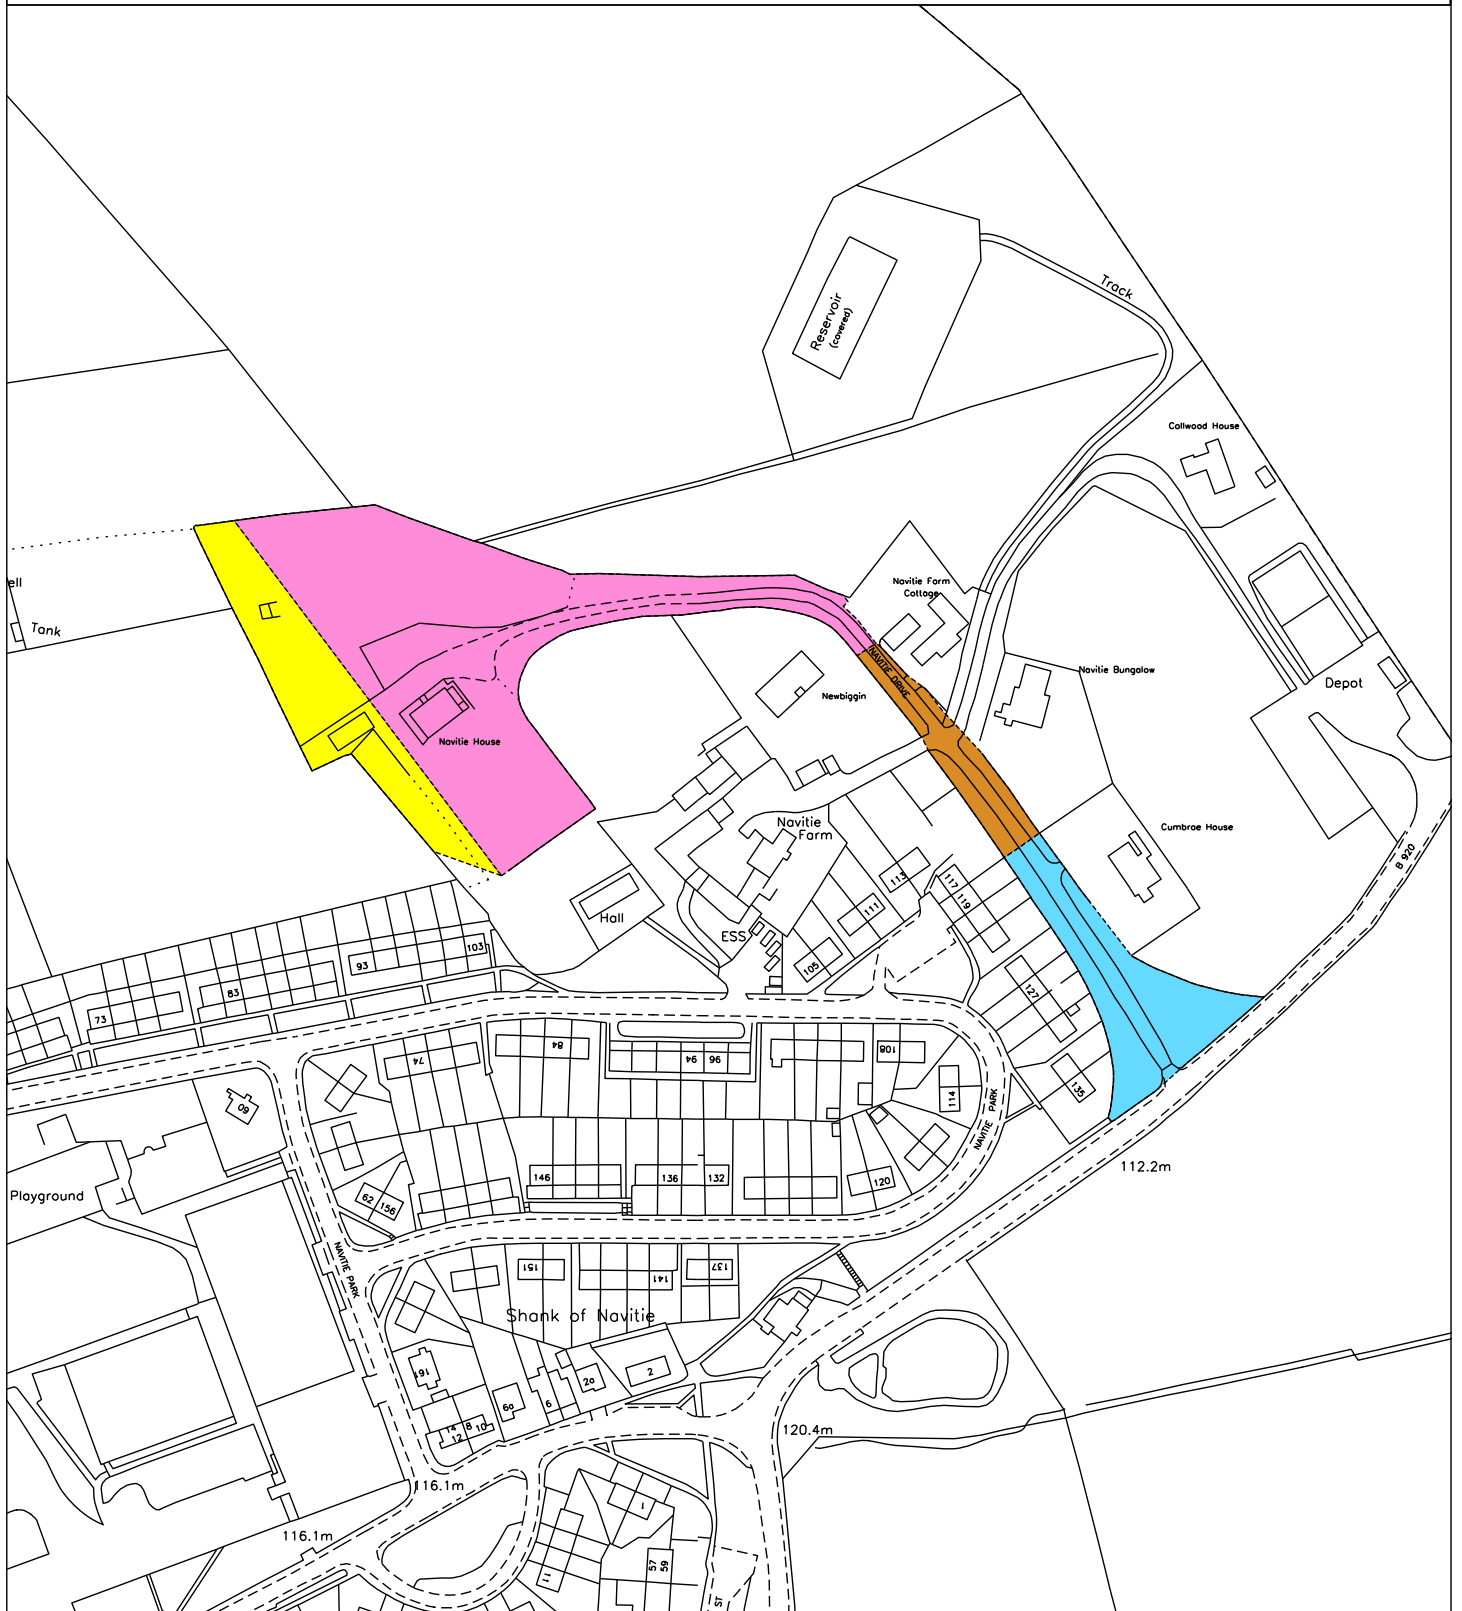 Track
Reservoir
(covered)
Collwood House
ell
Tank
Navitie Farm
Cottage
NAVITIE DRIVE
Navitie Bungalow
Depot
Newbiggin
Navitie House
Navitie
Farm
Cumbrae House
B 920
113
117
119
111
Hall
ESS
105
103
93
83
73
127
135
74
84
94
96
108
114
NAVITIE PARK
60
112.2m
Playground
146
136
132
120
62
156
NAVITIE PARK
151
141
137
Shank of Navitie
161
2a
2
6a
6
14
8
10
12
120.4m
116.1m
116.1m
1
57
59
11
ST